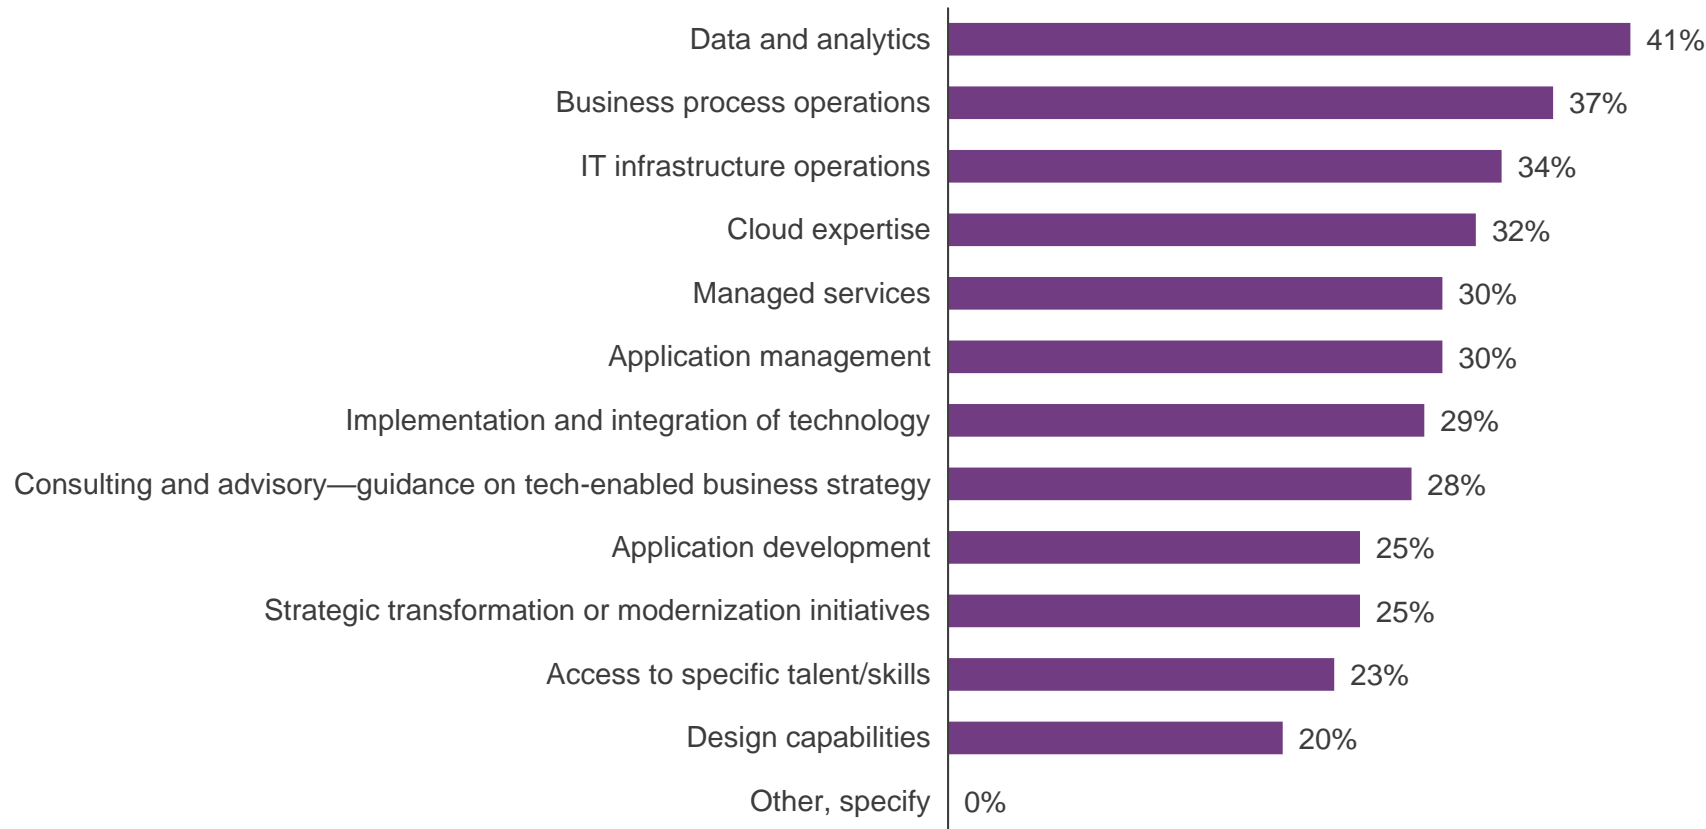 Data and analytics 41%
Business process operations 37%
IT infrastructure operations 34%
Cloud expertise 32%
Managed services 30%
Application management 30%
Implementation and integration of technology 29%
Consulting and advisory—guidance on tech-enabled business strategy 28%
Application development 25%
Strategic transformation or modernization initiatives 25%
Access to specific talent/skills 23%
Design capabilities 20%
Other, specify 0%